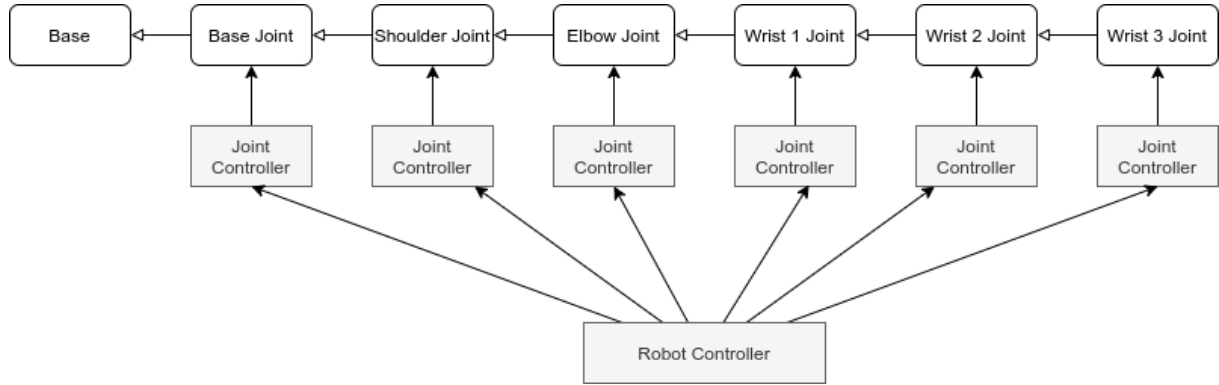 Base
Base Joint
Shoulder Joint
Elbow Joint
Wrist 1 Joint
Wrist 2 Joint
Wrist 3 Joint
Joint
Controller
Joint
Controller
Joint
Controller
Joint
Controller
Joint
Controller
Joint
Controller
Robot Controller